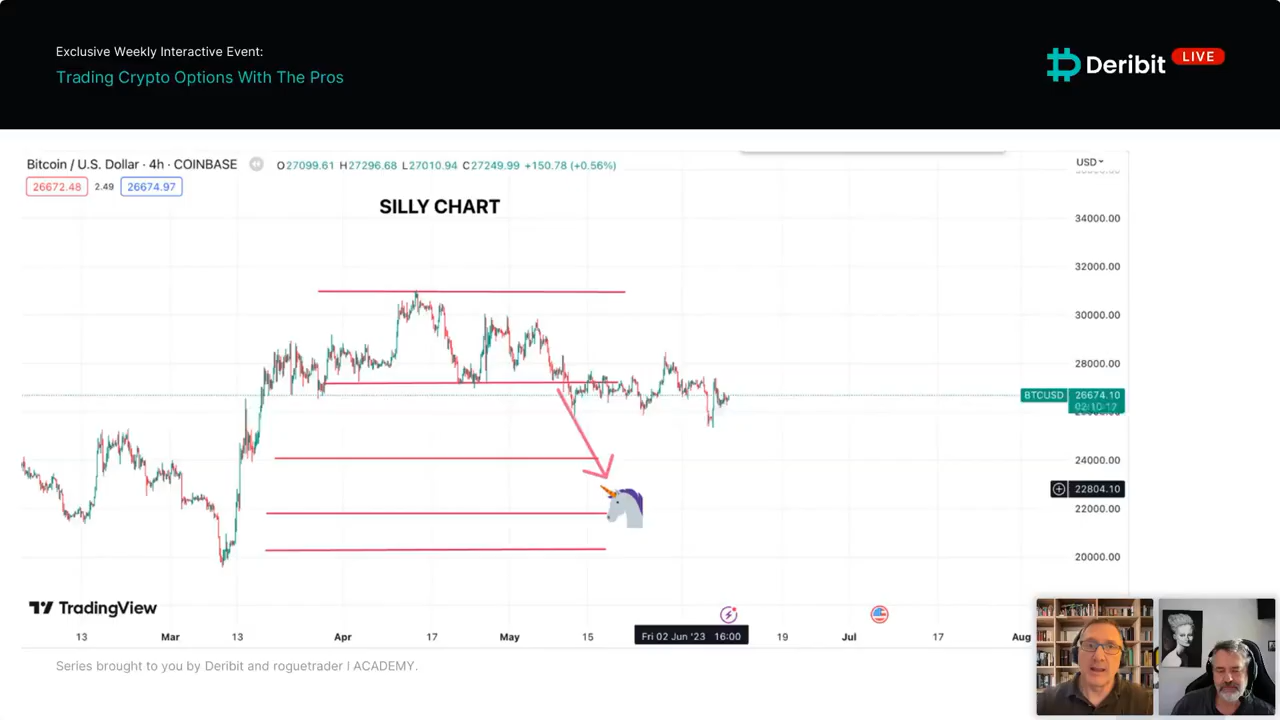 Exclusive Weekly Interactive Event:
Trading Crypto Options With The Pros
Deribit LIVE
Bitcoin / U.S. Dollar · 4h · COINBASE O27099.61 H27296.68 L27010.94 C27249.99 +150.78 (+0.56%)
USD
26672.48 2.49 26674.97
SILLY CHART
34000.00
32000.00
30000.00
28000.00
BTCUSD 26674.10
02:10:17
24000.00
22804.10
22000.00
20000.00
TradingView
13 Mar 13 Apr 17 May 15 Fri 02 Jun '23 16:00 19 Jul 17 Aug
Series brought to you by Deribit and roguetrader | ACADEMY.